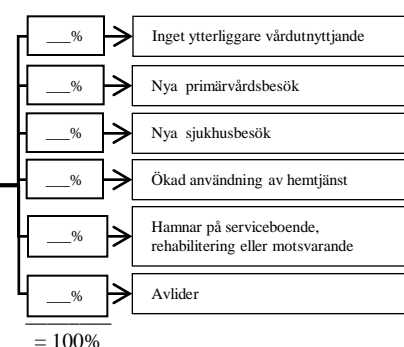 ___% Inget ytterliggare vårdutnyttjande
___% Nya primärvårdsbesök
___% Nya sjukhusbesök
___% Ökad användning av hemtjänst
___% Hamnar på serviceboende,
rehabilitering eller motsvarande
___% Avlider
= 100%